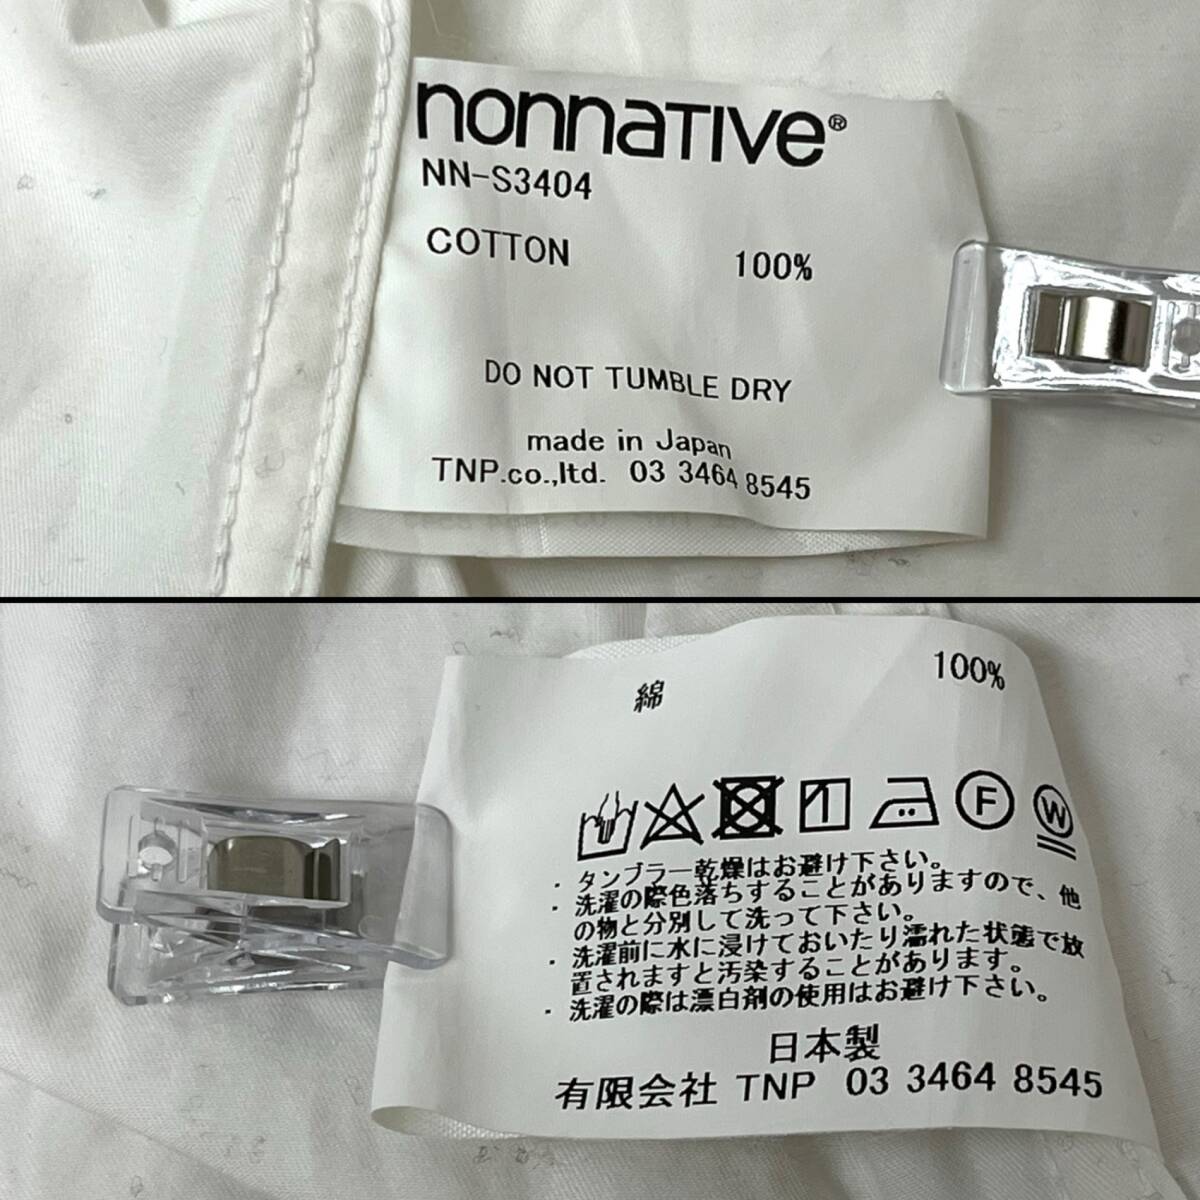 nonnative®
NN-S3404
COTTON 100%
DO NOT TUMBLE DRY
made in Japan
TNP.co.,ltd. 03 3464 8545
綿 100%
F W
・タンブラー乾燥はお避け下さい。
・洗濯の際色落ちすることがありますので、他
の物と分別して洗って下さい。
・洗濯前に水に浸けておいたり濡れた状態で放
置されますと汚染することがあります。
・洗濯の際は漂白剤の使用はお避け下さい。
日本製
有限会社 TNP 03 3464 8545